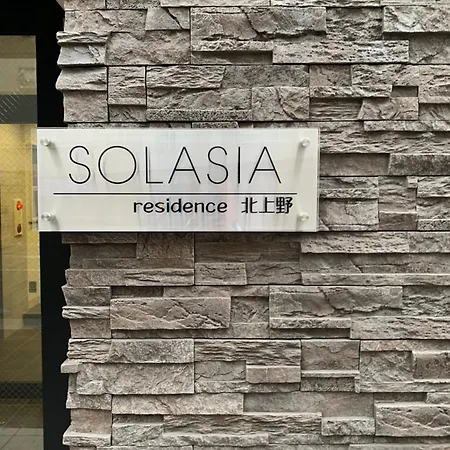 SOLASIA
residence 北上野